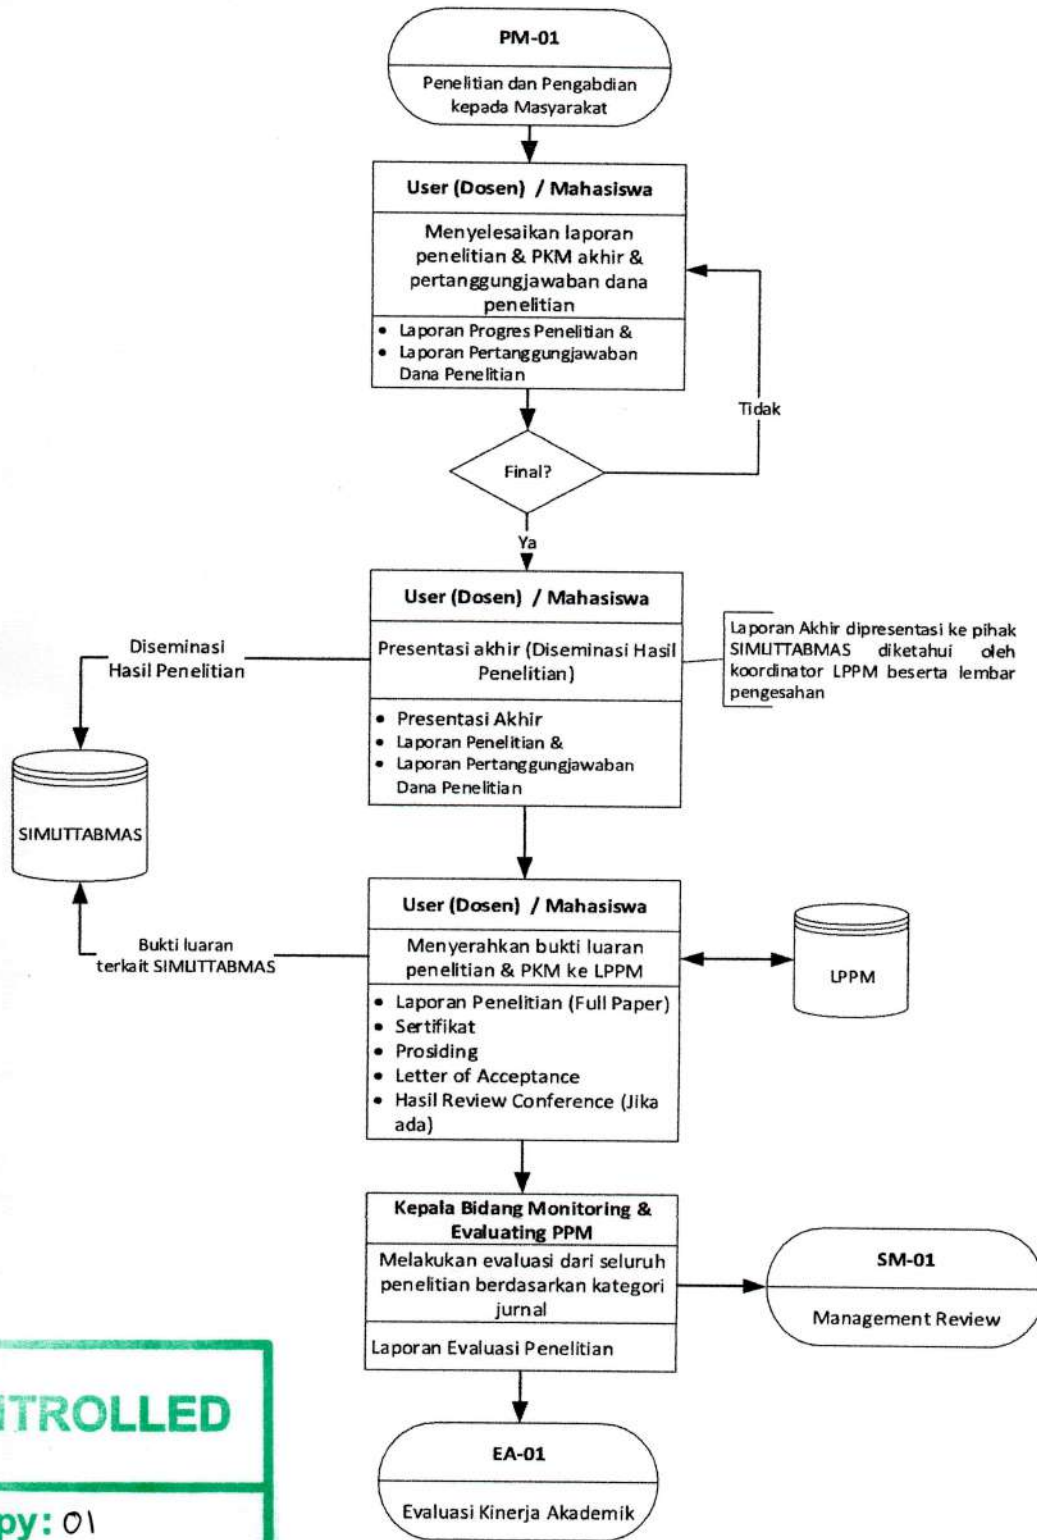 PM-01
Penelitian dan Pengabdian
kepada Masyarakat
User (Dosen) / Mahasiswa
Menyelesaikan laporan
penelitian & PKM akhir &
pertanggungjawaban dana
penelitian
• Laporan Progres Penelitian &
• Laporan Pertanggungjawaban
Dana Penelitian
Tidak
Final?
Ya
User (Dosen) / Mahasiswa
Presentasi akhir (Diseminasi Hasil
Penelitian)
• Presentasi Akhir
• Laporan Penelitian &
• Laporan Pertanggungjawaban
Dana Penelitian
Laporan Akhir dipresentasi ke pihak
SIMLITTABMAS diketahui oleh
koordinator LPPM beserta lembar
pengesahan
Diseminasi
Hasil Penelitian
SIMLITTABMAS
Bukti luaran
terkait SIMLITTABMAS
User (Dosen) / Mahasiswa
Menyerahkan bukti luaran
penelitian & PKM ke LPPM
• Laporan Penelitian (Full Paper)
• Sertifikat
• Prosiding
• Letter of Acceptance
• Hasil Review Conference (Jika
ada)
LPPM
Kepala Bidang Monitoring &
Evaluating PPM
Melakukan evaluasi dari seluruh
penelitian berdasarkan kategori
jurnal
Laporan Evaluasi Penelitian
SM-01
Management Review
EA-01
Evaluasi Kinerja Akademik
NTROLLED
py: 01